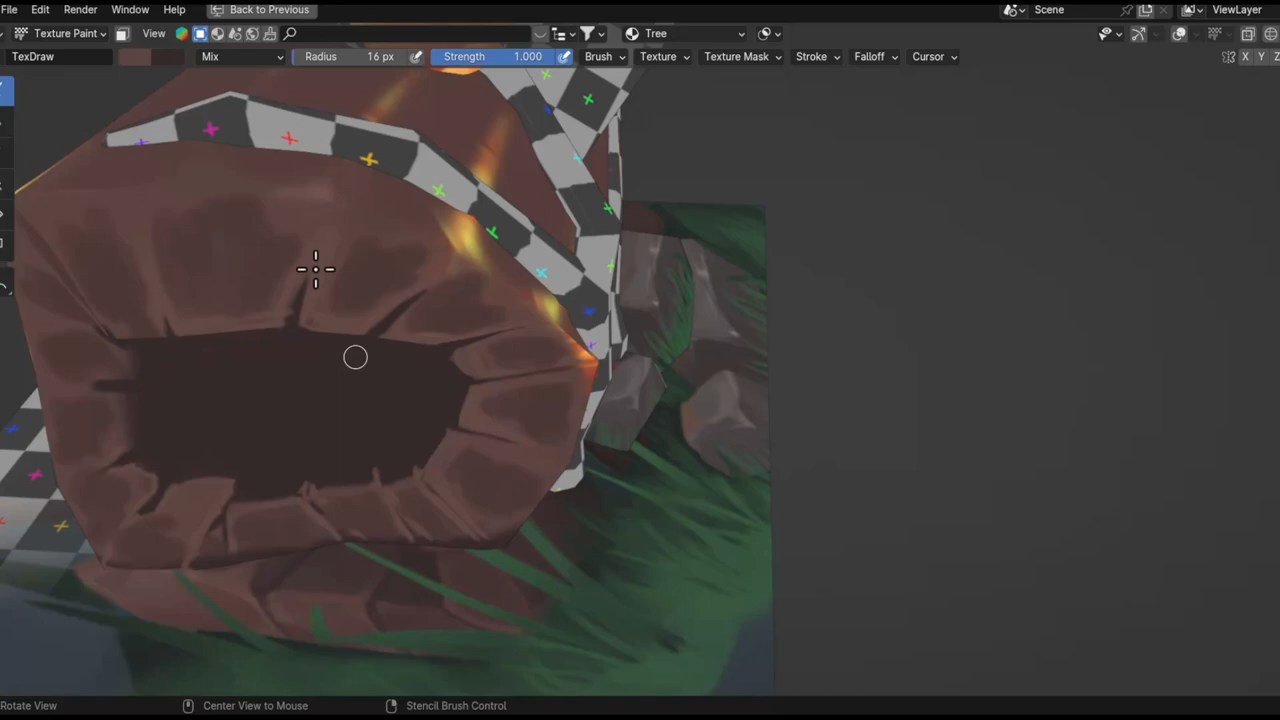 File Edit Render Window Help Back to Previous Scene ViewLayer
Texture Paint View Tree
TexDraw Mix Radius 16 px Strength 1.000 Brush Texture Texture Mask Stroke Falloff Cursor X Y Z
Rotate View Center View to Mouse Stencil Brush Control